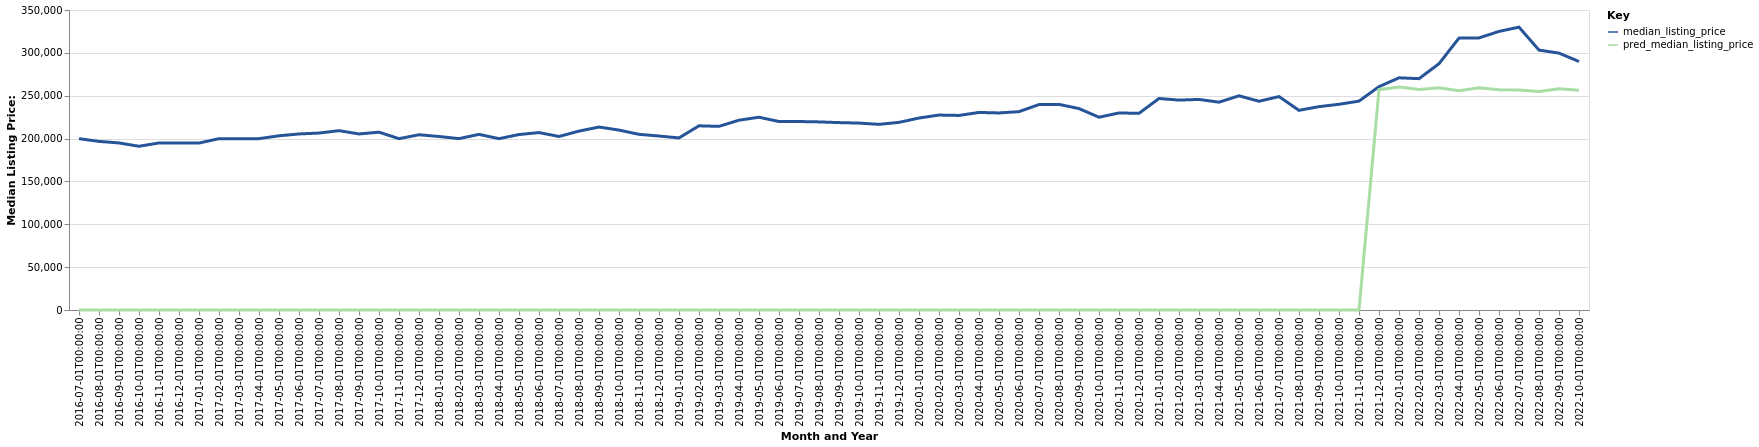 350,000
300,000
250,000
200,000
150,000
100,000
50,000
0
Median Listing Price:
2016-07-01T00:00:00
2016-08-01T00:00:00
2016-09-01T00:00:00
2016-10-01T00:00:00
2016-11-01T00:00:00
2016-12-01T00:00:00
2017-01-01T00:00:00
2017-02-01T00:00:00
2017-03-01T00:00:00
2017-04-01T00:00:00
2017-05-01T00:00:00
2017-06-01T00:00:00
2017-07-01T00:00:00
2017-08-01T00:00:00
2017-09-01T00:00:00
2017-10-01T00:00:00
2017-11-01T00:00:00
2017-12-01T00:00:00
2018-01-01T00:00:00
2018-02-01T00:00:00
2018-03-01T00:00:00
2018-04-01T00:00:00
2018-05-01T00:00:00
2018-06-01T00:00:00
2018-07-01T00:00:00
2018-08-01T00:00:00
2018-09-01T00:00:00
2018-10-01T00:00:00
2018-11-01T00:00:00
2018-12-01T00:00:00
2019-01-01T00:00:00
2019-02-01T00:00:00
2019-03-01T00:00:00
2019-04-01T00:00:00
2019-05-01T00:00:00
2019-06-01T00:00:00
2019-07-01T00:00:00
2019-08-01T00:00:00
2019-09-01T00:00:00
2019-10-01T00:00:00
2019-11-01T00:00:00
2019-12-01T00:00:00
2020-01-01T00:00:00
2020-02-01T00:00:00
2020-03-01T00:00:00
2020-04-01T00:00:00
2020-05-01T00:00:00
2020-06-01T00:00:00
2020-07-01T00:00:00
2020-08-01T00:00:00
2020-09-01T00:00:00
2020-10-01T00:00:00
2020-11-01T00:00:00
2020-12-01T00:00:00
2021-01-01T00:00:00
2021-02-01T00:00:00
2021-03-01T00:00:00
2021-04-01T00:00:00
2021-05-01T00:00:00
2021-06-01T00:00:00
2021-07-01T00:00:00
2021-08-01T00:00:00
2021-09-01T00:00:00
2021-10-01T00:00:00
2021-11-01T00:00:00
2021-12-01T00:00:00
2022-01-01T00:00:00
2022-02-01T00:00:00
2022-03-01T00:00:00
2022-04-01T00:00:00
2022-05-01T00:00:00
2022-06-01T00:00:00
2022-07-01T00:00:00
2022-08-01T00:00:00
2022-09-01T00:00:00
2022-10-01T00:00:00
Month and Year
Key
median_listing_price
pred_median_listing_price